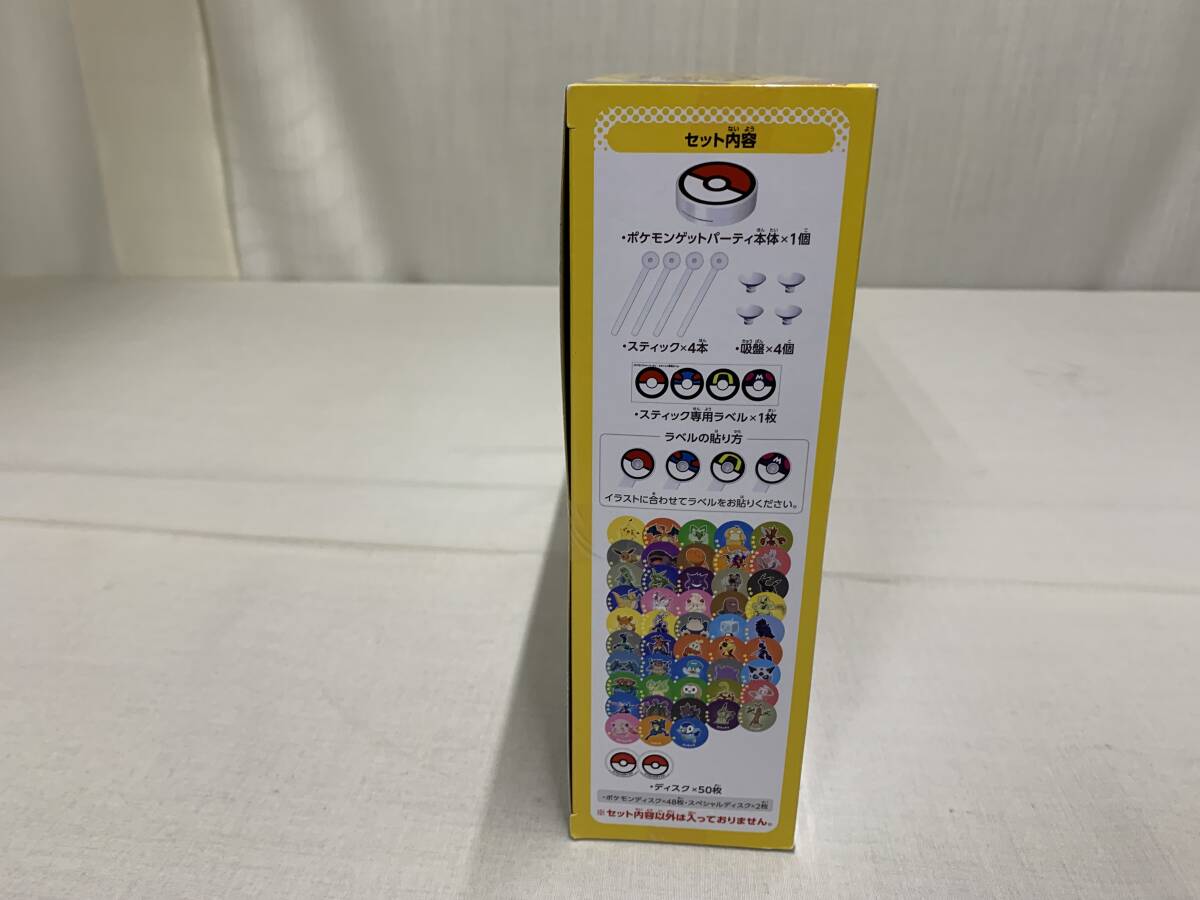 セット内容
・ポケモンゲットパーティ本体×1個
・スティック×4本
・吸盤×4個
・スティック専用ラベル×1枚
ラベルの貼り方
イラストに合わせてラベルをお貼りください。
・ディスク×50枚
・ポケモンディスク×48枚・スペシャルディスク×2枚
※セット内容以外は入っておりません。